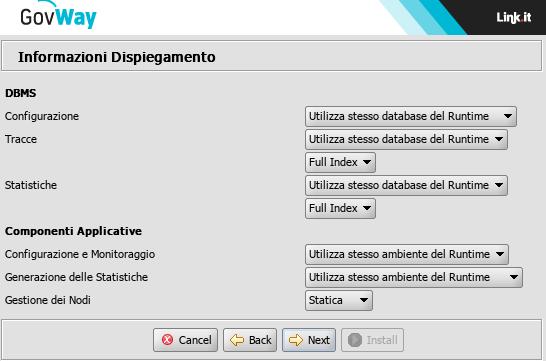 GovWay
Link.it
Informazioni Dispiegamento
DBMS
Configurazione Utilizza stesso database del Runtime
Tracce Utilizza stesso database del Runtime
Full Index
Statistiche Utilizza stesso database del Runtime
Full Index
Componenti Applicative
Configurazione e Monitoraggio Utilizza stesso ambiente del Runtime
Generazione delle Statistiche Utilizza stesso ambiente del Runtime
Gestione dei Nodi Statica
Cancel Back Next Install